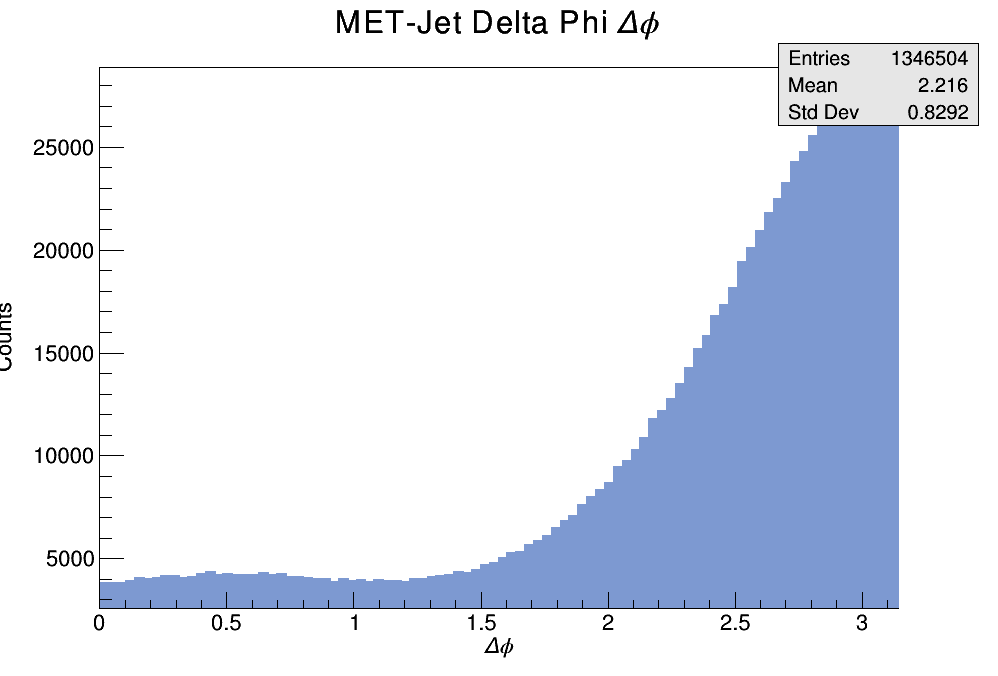 MET-Jet Delta Phi Δϕ
Entries 1346504
Mean 2.216
Std Dev 0.8292
25000
20000
15000
10000
5000
Counts
0 0.5 1 1.5 2 2.5 3
Δϕ